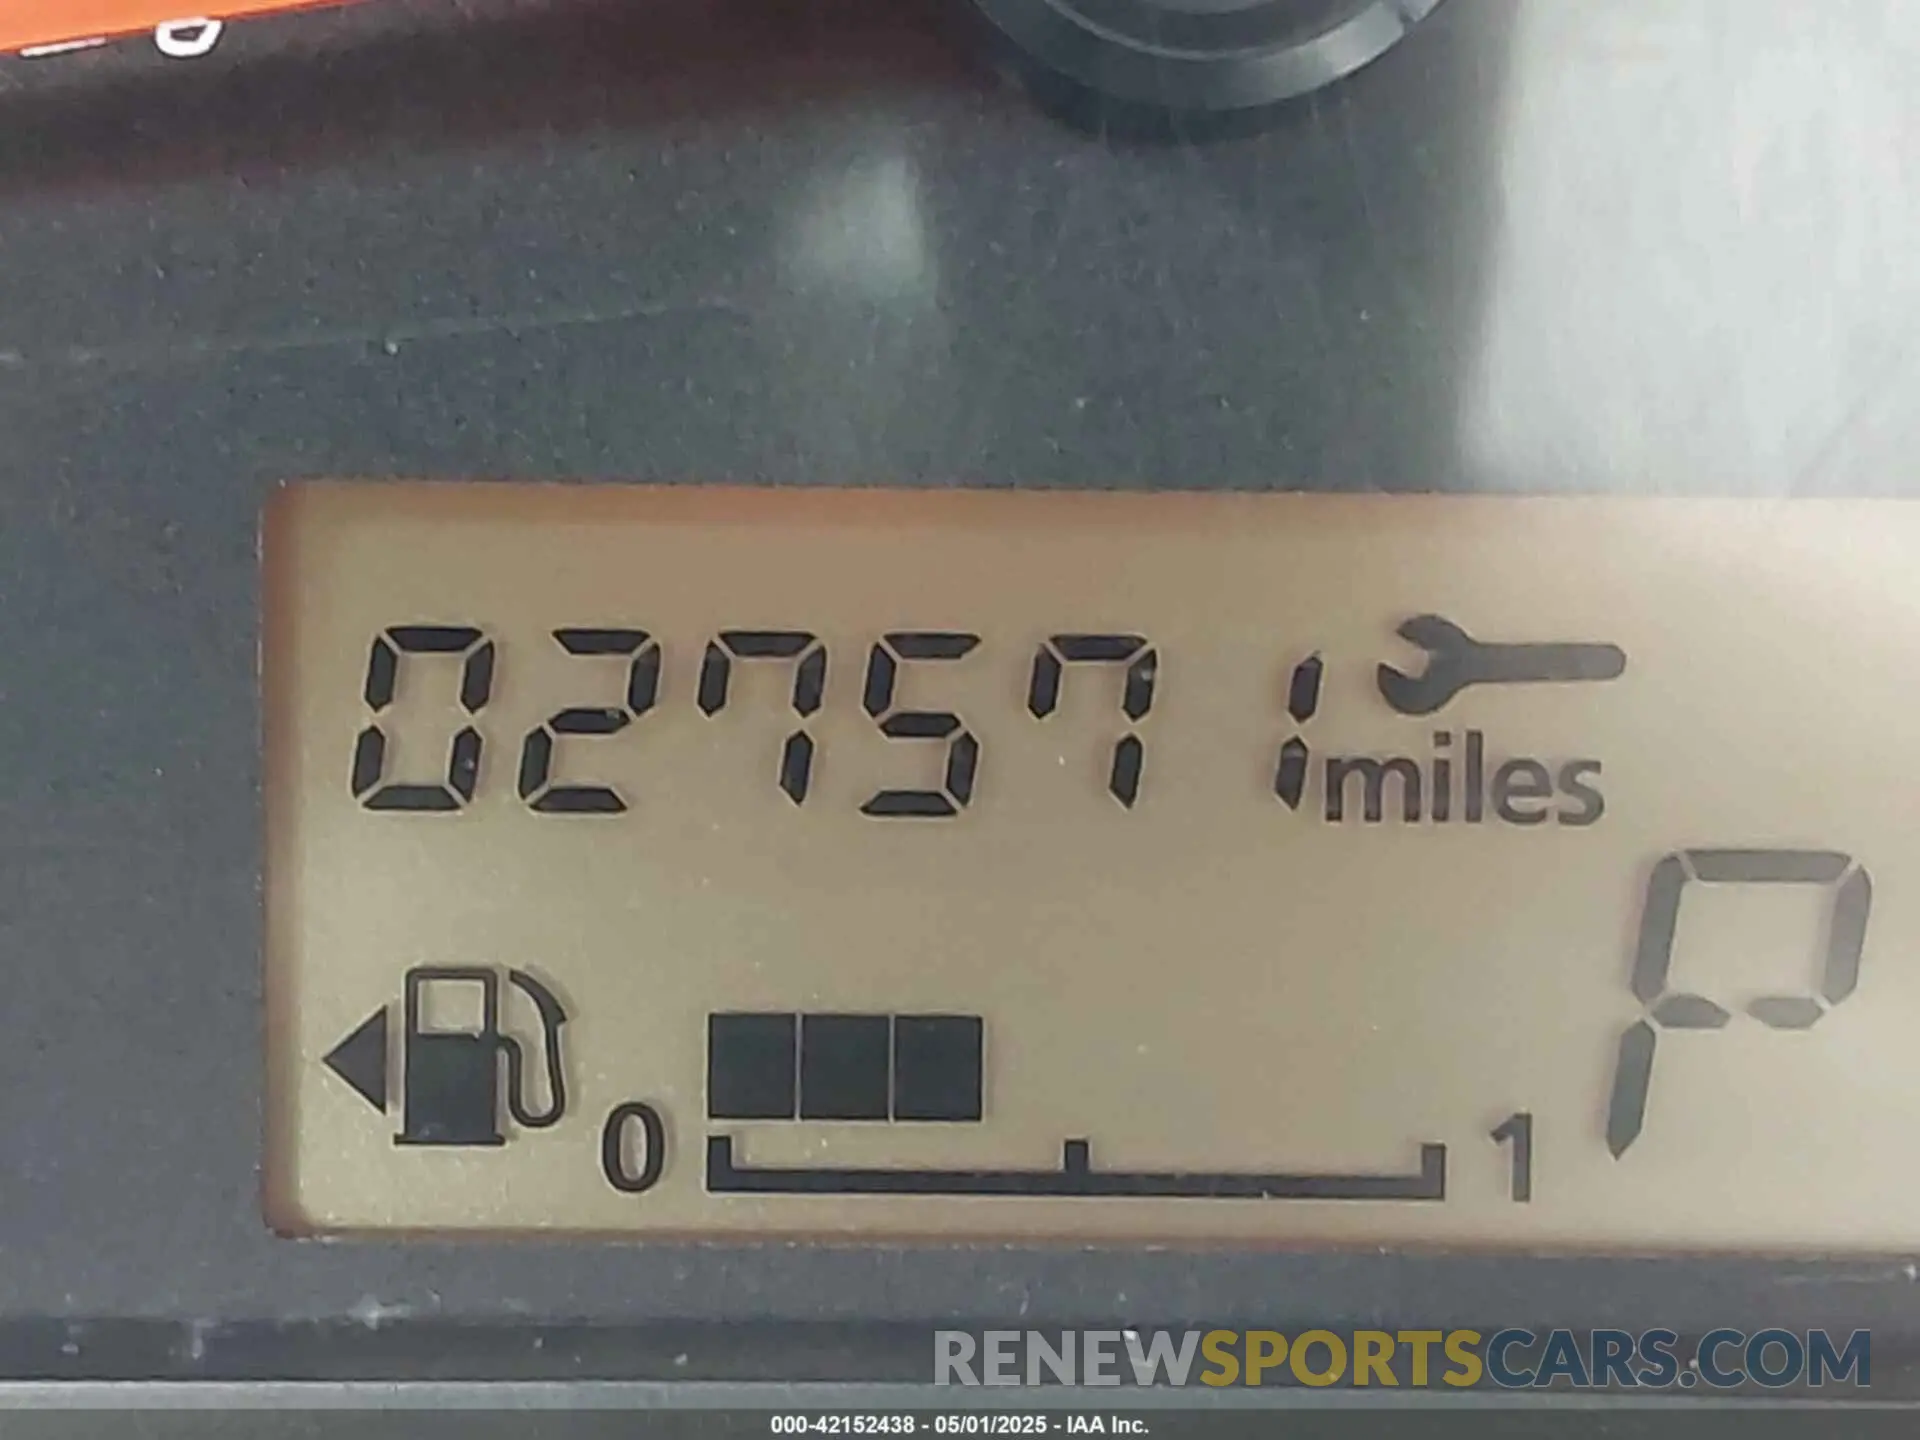 027571
miles
P
0 1
RENEWSPORTSCARS.COM
000-42152438 - 05/01/2025 - IAA Inc.